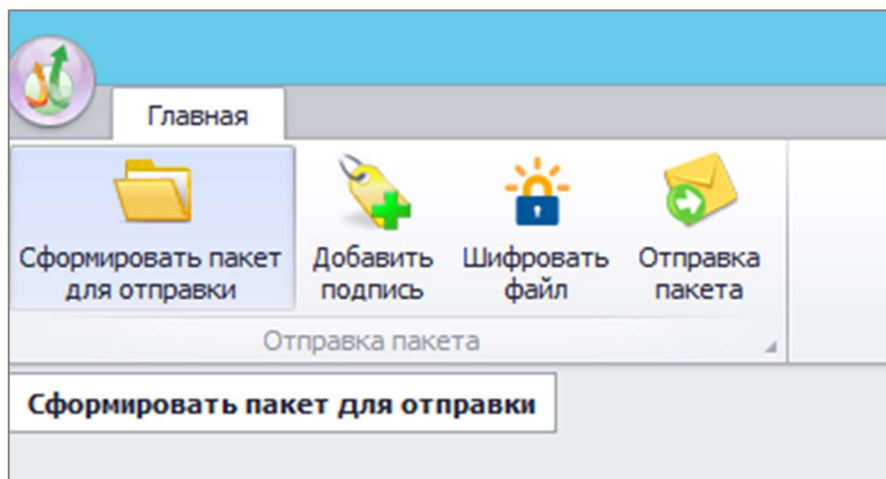 Главная
Сформировать пакет
для отправки
Добавить
подпись
Шифровать
файл
Отправка
пакета
Отправка пакета
Сформировать пакет для отправки